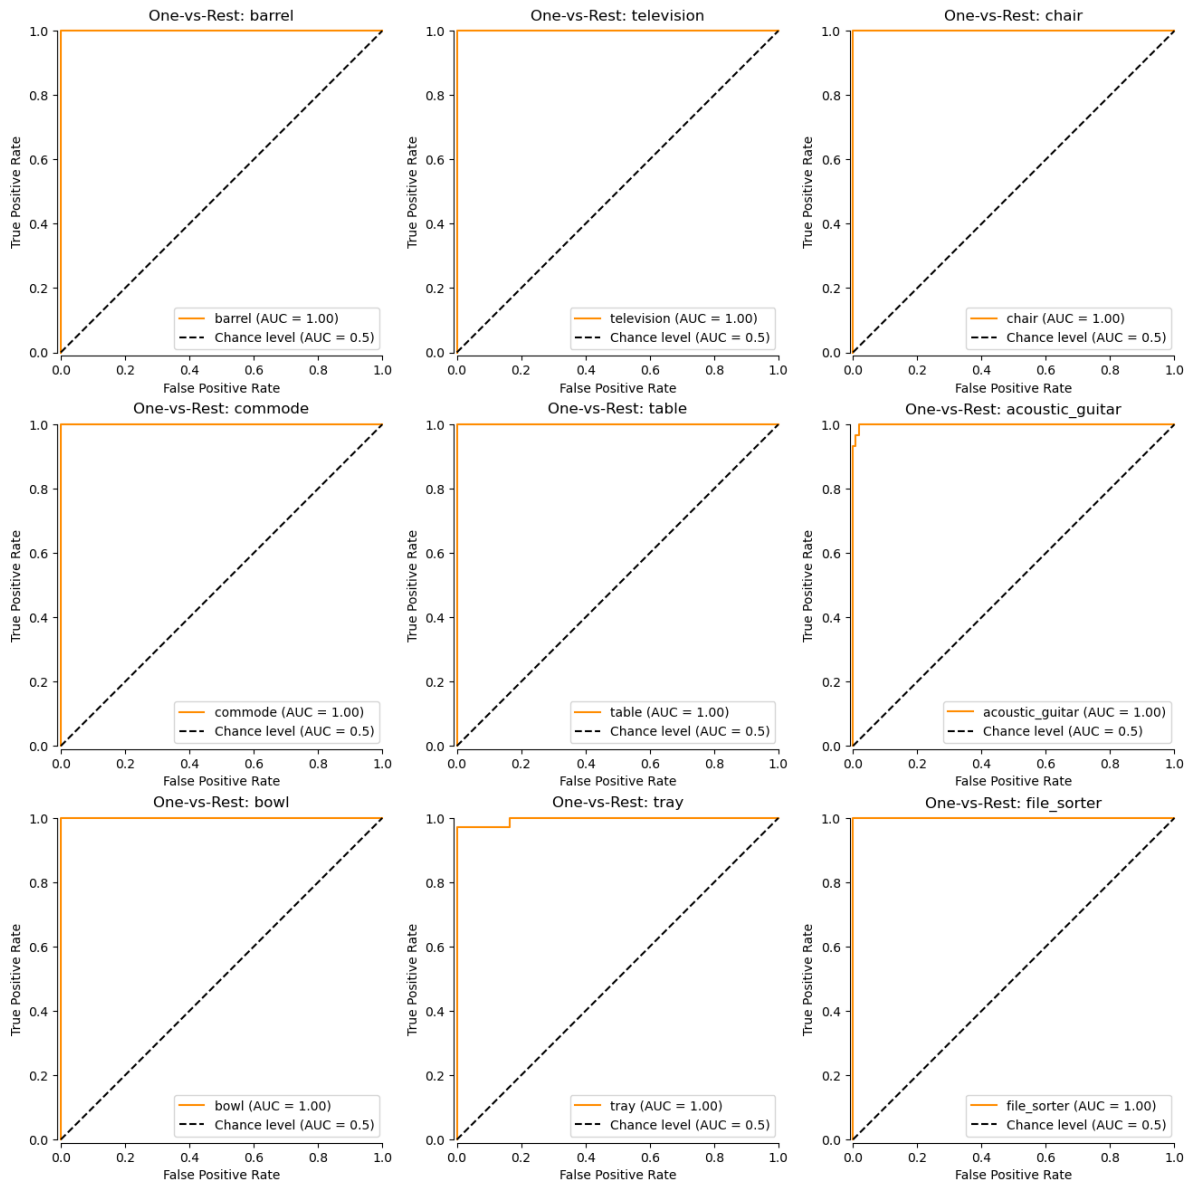 One-vs-Rest: barrel
1.0
0.8
0.6
0.4
0.2
0.0
True Positive Rate
barrel (AUC = 1.00)
Chance level (AUC = 0.5)
0.0 0.2 0.4 0.6 0.8 1.0
False Positive Rate
One-vs-Rest: television
1.0
0.8
0.6
0.4
0.2
0.0
True Positive Rate
television (AUC = 1.00)
Chance level (AUC = 0.5)
0.0 0.2 0.4 0.6 0.8 1.0
False Positive Rate
One-vs-Rest: chair
1.0
0.8
0.6
0.4
0.2
0.0
True Positive Rate
chair (AUC = 1.00)
Chance level (AUC = 0.5)
0.0 0.2 0.4 0.6 0.8 1.0
False Positive Rate
One-vs-Rest: commode
1.0
0.8
0.6
0.4
0.2
0.0
True Positive Rate
commode (AUC = 1.00)
Chance level (AUC = 0.5)
0.0 0.2 0.4 0.6 0.8 1.0
False Positive Rate
One-vs-Rest: table
1.0
0.8
0.6
0.4
0.2
0.0
True Positive Rate
table (AUC = 1.00)
Chance level (AUC = 0.5)
0.0 0.2 0.4 0.6 0.8 1.0
False Positive Rate
One-vs-Rest: acoustic_guitar
1.0
0.8
0.6
0.4
0.2
0.0
True Positive Rate
acoustic_guitar (AUC = 1.00)
Chance level (AUC = 0.5)
0.0 0.2 0.4 0.6 0.8 1.0
False Positive Rate
One-vs-Rest: bowl
1.0
0.8
0.6
0.4
0.2
0.0
True Positive Rate
bowl (AUC = 1.00)
Chance level (AUC = 0.5)
0.0 0.2 0.4 0.6 0.8 1.0
False Positive Rate
One-vs-Rest: tray
1.0
0.8
0.6
0.4
0.2
0.0
True Positive Rate
tray (AUC = 1.00)
Chance level (AUC = 0.5)
0.0 0.2 0.4 0.6 0.8 1.0
False Positive Rate
One-vs-Rest: file_sorter
1.0
0.8
0.6
0.4
0.2
0.0
True Positive Rate
file_sorter (AUC = 1.00)
Chance level (AUC = 0.5)
0.0 0.2 0.4 0.6 0.8 1.0
False Positive Rate